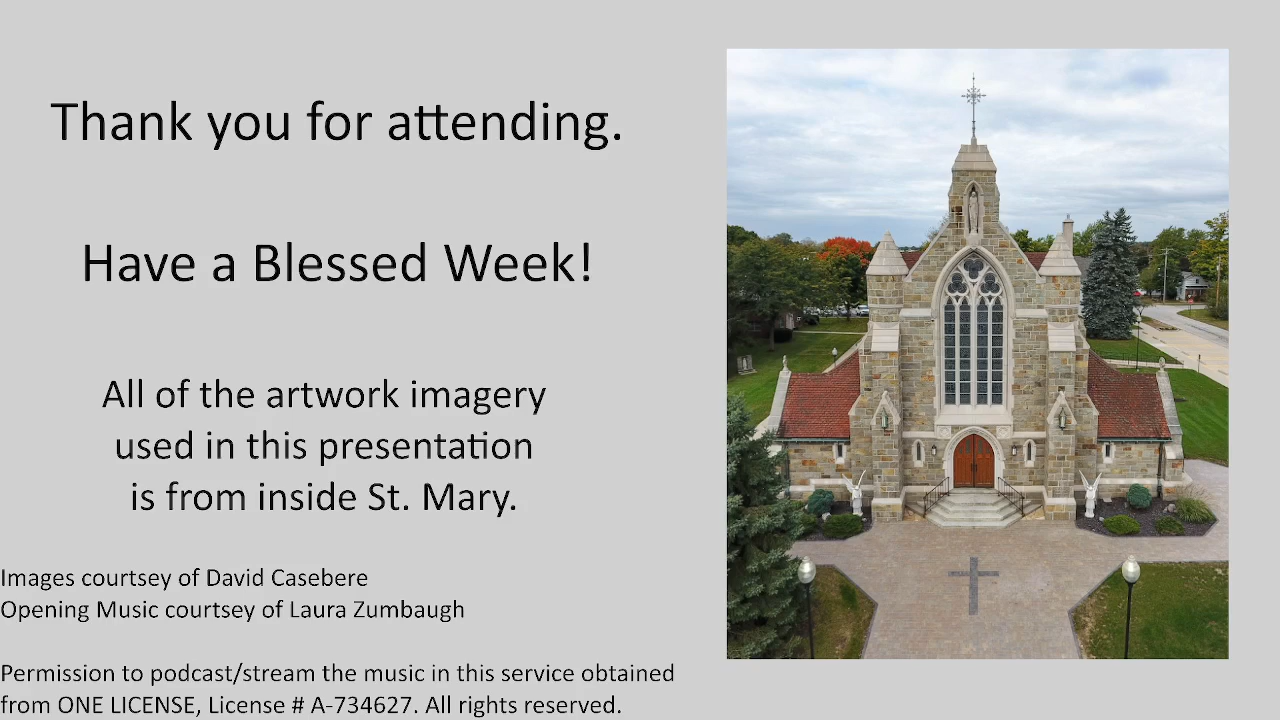 Thank you for attending.
Have a Blessed Week!
All of the artwork imagery
used in this presentation
is from inside St. Mary.
Images courtsey of David Casebere
Opening Music courtsey of Laura Zumbaugh
Permission to podcast/stream the music in this service obtained
from ONE LICENSE, License # A-734627. All rights reserved.